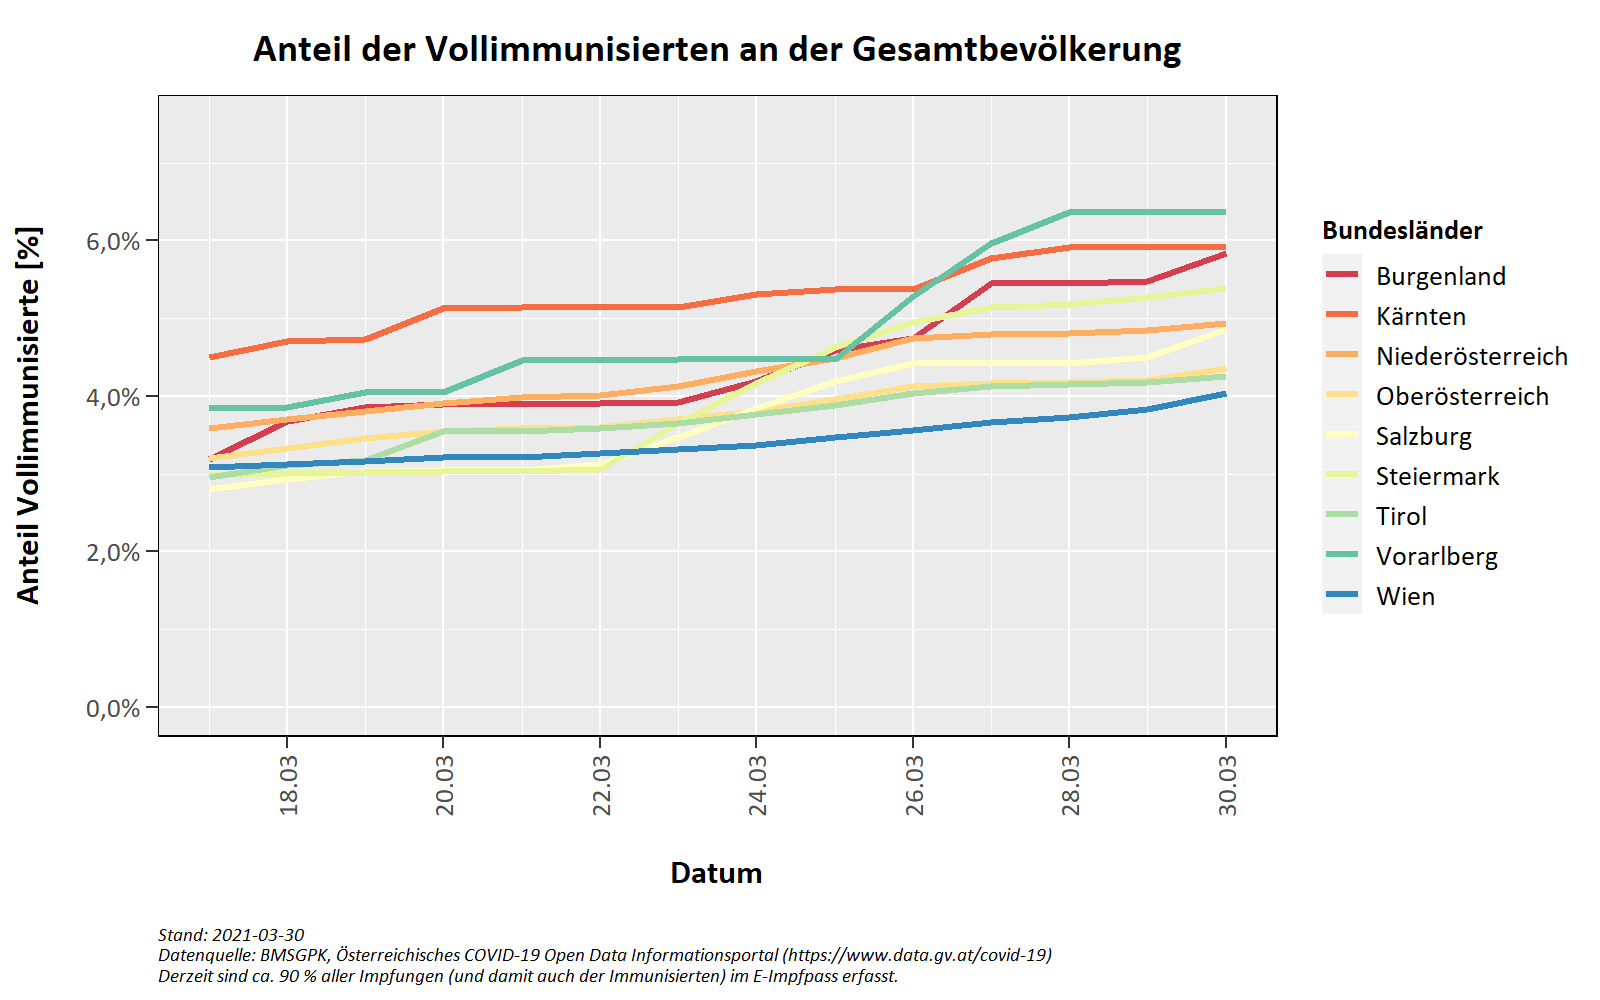 Anteil der Vollimmunisierten an der Gesamtbevölkerung
Anteil Vollimmunisierte [%]
6,0%
4,0%
2,0%
0,0%
18.03
20.03
22.03
24.03
26.03
28.03
30.03
Datum
Bundesländer
Burgenland
Kärnten
Niederösterreich
Oberösterreich
Salzburg
Steiermark
Tirol
Vorarlberg
Wien
Stand: 2021-03-30
Datenquelle: BMSGPK, Österreichisches COVID-19 Open Data Informationsportal (https://www.data.gv.at/covid-19)
Derzeit sind ca. 90 % aller Impfungen (und damit auch der Immunisierten) im E-Impfpass erfasst.